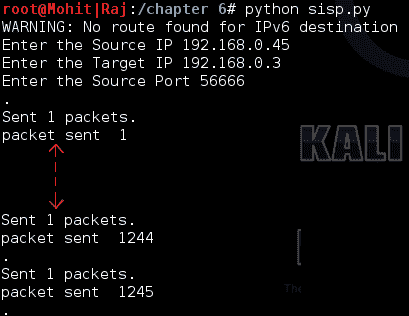 root@Mohit|Raj:/chapter 6# python sisp.py
WARNING: No route found for IPv6 destination
Enter the Source IP 192.168.0.45
Enter the Target IP 192.168.0.3
Enter the Source Port 56666
.
Sent 1 packets.
packet sent  1
KALI
Sent 1 packets.
packet sent  1244
.
The
Sent 1 packets.
packet sent  1245
.